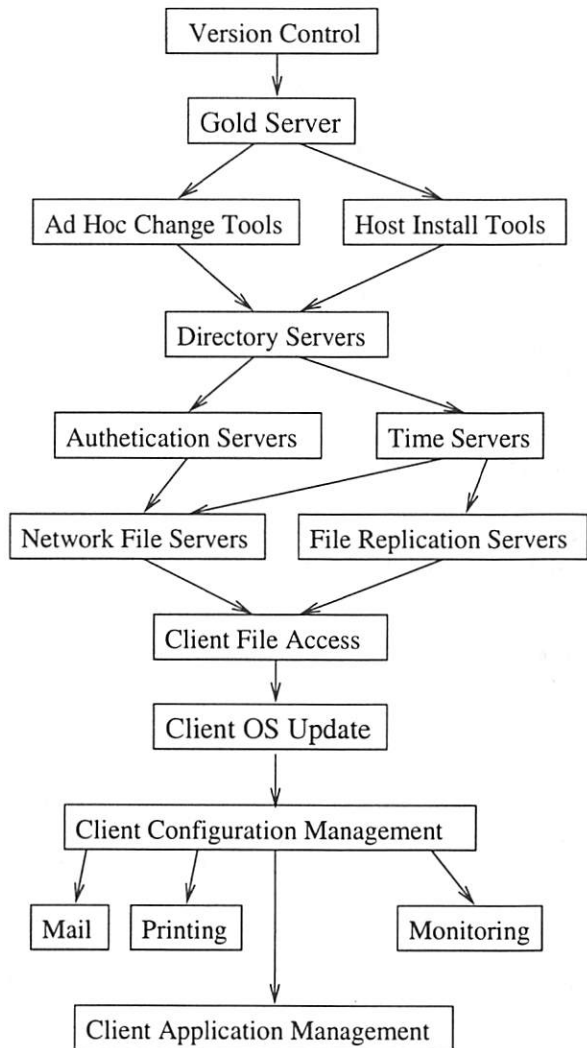 Version Control
Gold Server
Ad Hoc Change Tools
Host Install Tools
Directory Servers
Authetication Servers
Time Servers
Network File Servers
File Replication Servers
Client File Access
Client OS Update
Client Configuration Management
Mail
Printing
Monitoring
Client Application Management